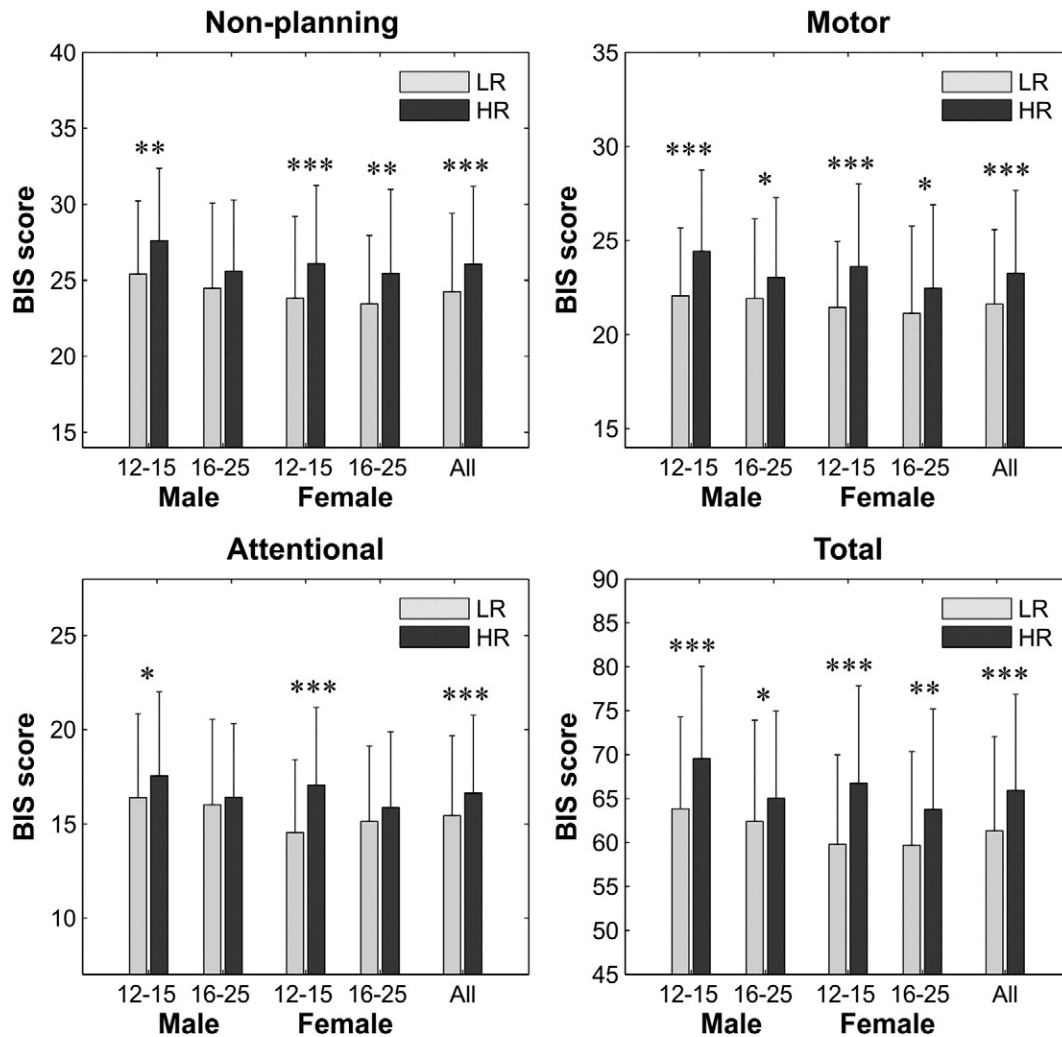 Non-planning
40
35
30
25
20
15
BIS score
LR
HR
** *** ** ***
12-15 16-25 12-15 16-25 All
Male Female
Motor
35
30
25
20
15
BIS score
LR
HR
*** * *** * ***
12-15 16-25 12-15 16-25 All
Male Female
Attentional
25
20
15
10
BIS score
LR
HR
* *** ***
12-15 16-25 12-15 16-25 All
Male Female
Total
90
85
80
75
70
65
60
55
50
45
BIS score
LR
HR
*** * *** ** ***
12-15 16-25 12-15 16-25 All
Male Female